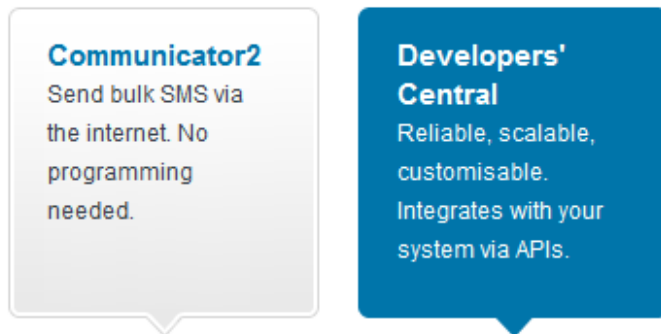 Communicator2
Send bulk SMS via
the internet. No
programming
needed.
Developers'
Central
Reliable, scalable,
customisable.
Integrates with your
system via APIs.